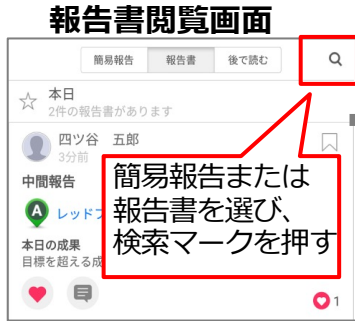 報告書閲覧画面
簡易報告 報告書 後で読む
本日
2件の報告書があります
四ツ谷 五郎
3分前
中間報告
A レッドフ
本日の成果
目標を超える成
簡易報告または
報告書を選び、
検索マークを押す
1